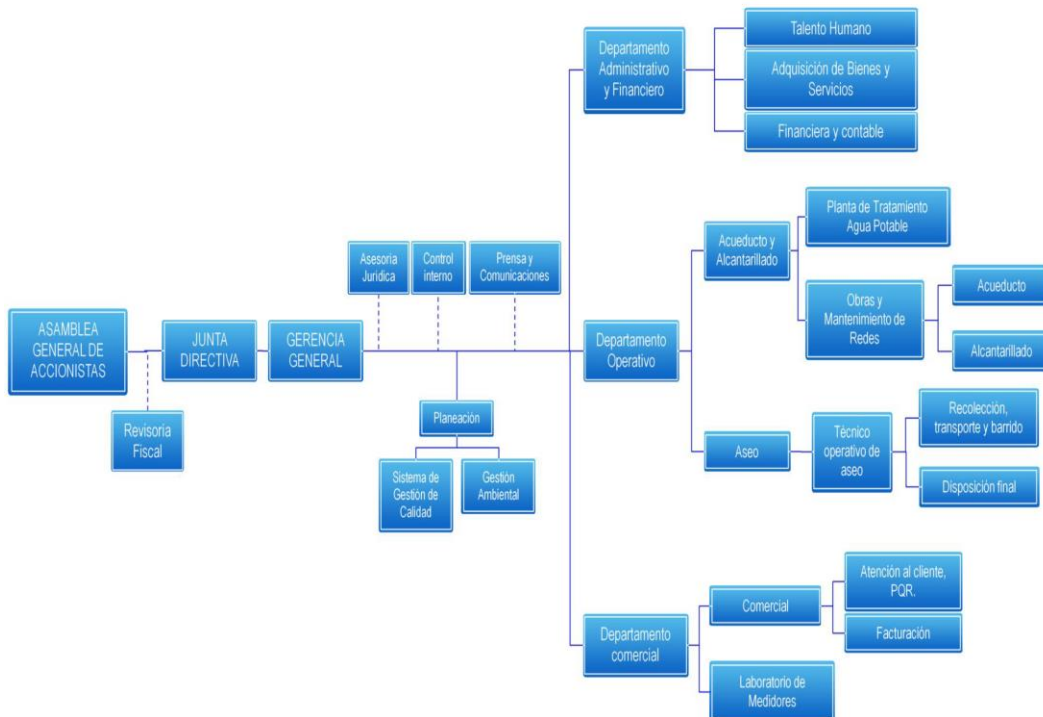 ASAMBLEA
GENERAL DE
ACCIONISTAS
Revisoria
Fiscal
JUNTA
DIRECTIVA
GERENCIA
GENERAL
Asesoría
Jurídica
Control
interno
Prensa y
Comunicaciones
Planeación
Sistema de
Gestión de
Calidad
Gestión
Ambiental
Departamento
Administrativo
y Financiero
Talento Humano
Adquisición de Bienes y
Servicios
Financiera y contable
Departamento
Operativo
Acueducto y
Alcantarillado
Planta de Tratamiento
Agua Potable
Obras y
Mantenimiento de
Redes
Acueducto
Alcantarillado
Aseo
Técnico
operativo de
aseo
Recolección,
transporte y barrido
Disposición final
Departamento
comercial
Comercial
Atención al cliente,
PQR.
Facturación
Laboratorio de
Medidores